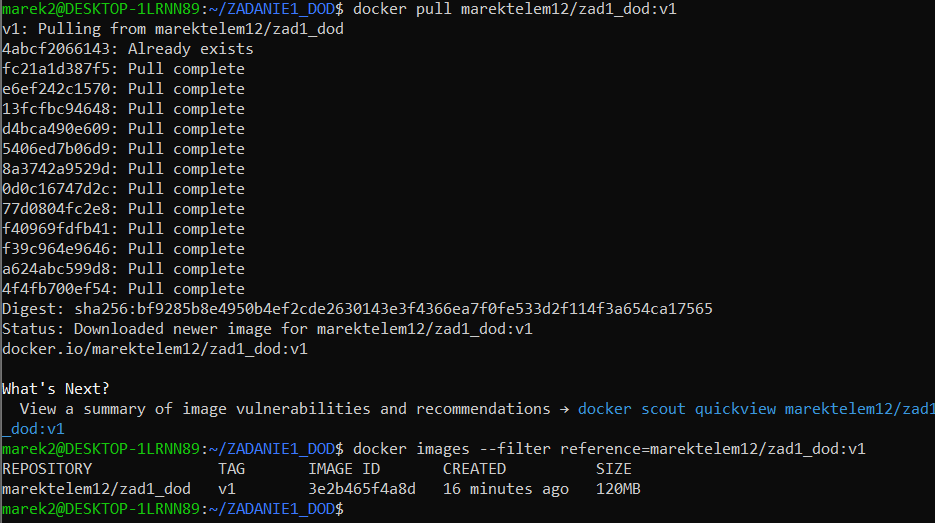 marek2@DESKTOP-1LRNN89:~/ZADANIE1_DOD$ docker pull marektelem12/zad1_dod:v1
v1: Pulling from marektelem12/zad1_dod
4abcf2066143: Already exists
fc21a1d387f5: Pull complete
e6ef242c1570: Pull complete
13fcfbc94648: Pull complete
d4bca490e609: Pull complete
5406ed7b06d9: Pull complete
8a3742a9529d: Pull complete
0d0c16747d2c: Pull complete
77d0804fc2e8: Pull complete
f40969fdfb41: Pull complete
f39c964e9646: Pull complete
a624abc599d8: Pull complete
4f4fb700ef54: Pull complete
Digest: sha256:bf9285b8e4950b4ef2cde2630143e3f4366ea7f0fe533d2f114f3a654ca17565
Status: Downloaded newer image for marektelem12/zad1_dod:v1
docker.io/marektelem12/zad1_dod:v1
What's Next?
  View a summary of image vulnerabilities and recommendations → docker scout quickview marektelem12/zad1
_dod:v1
marek2@DESKTOP-1LRNN89:~/ZADANIE1_DOD$ docker images --filter reference=marektelem12/zad1_dod:v1
REPOSITORY              TAG       IMAGE ID       CREATED          SIZE
marektelem12/zad1_dod   v1        3e2b465f4a8d   16 minutes ago   120MB
marek2@DESKTOP-1LRNN89:~/ZADANIE1_DOD$